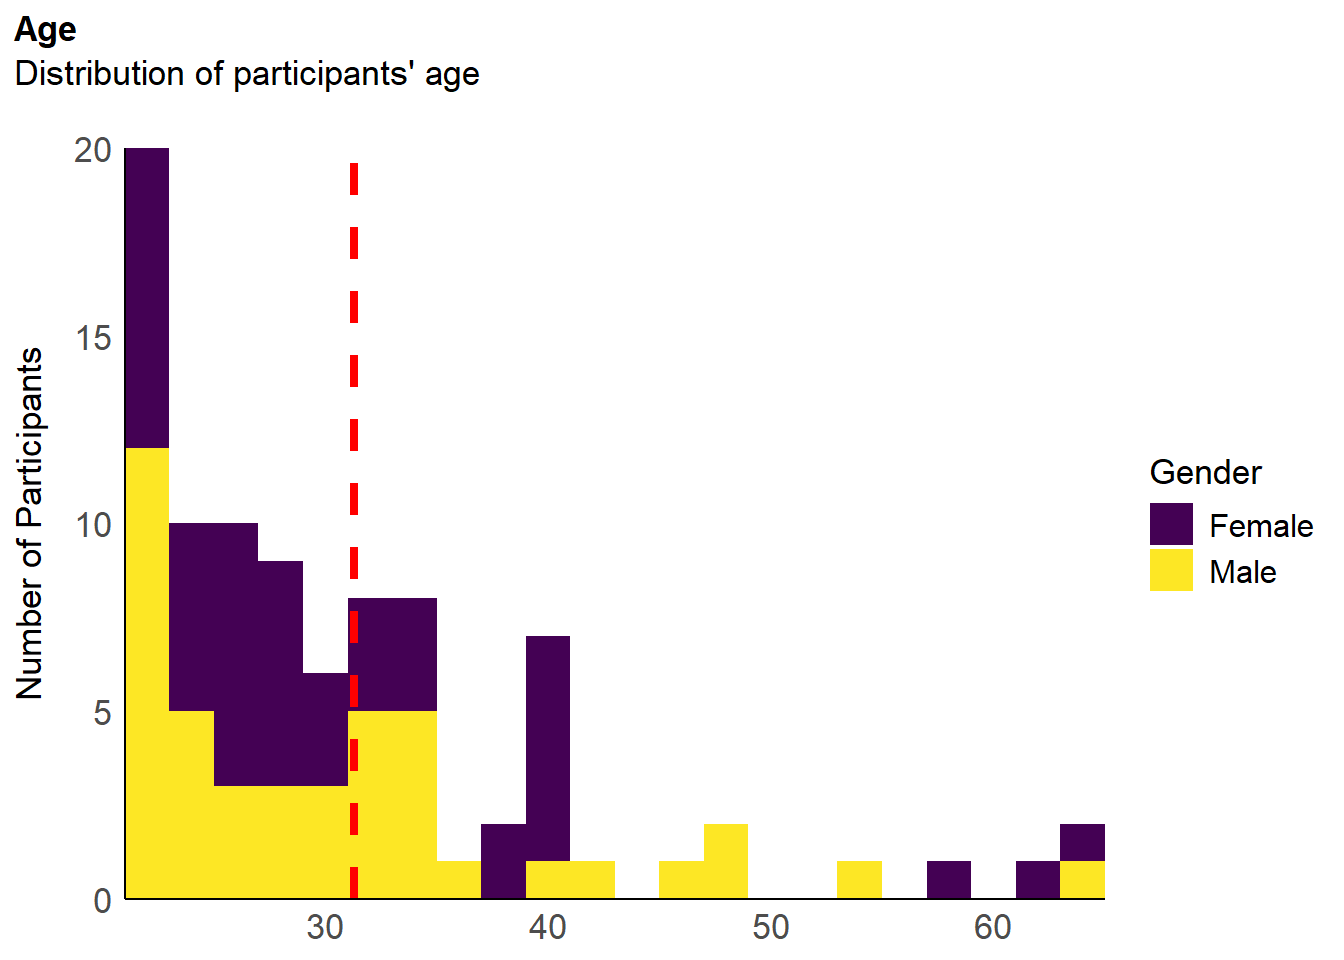 Age
Distribution of participants' age
Number of Participants
20
15
10
5
0
30 40 50 60
Gender
Female
Male